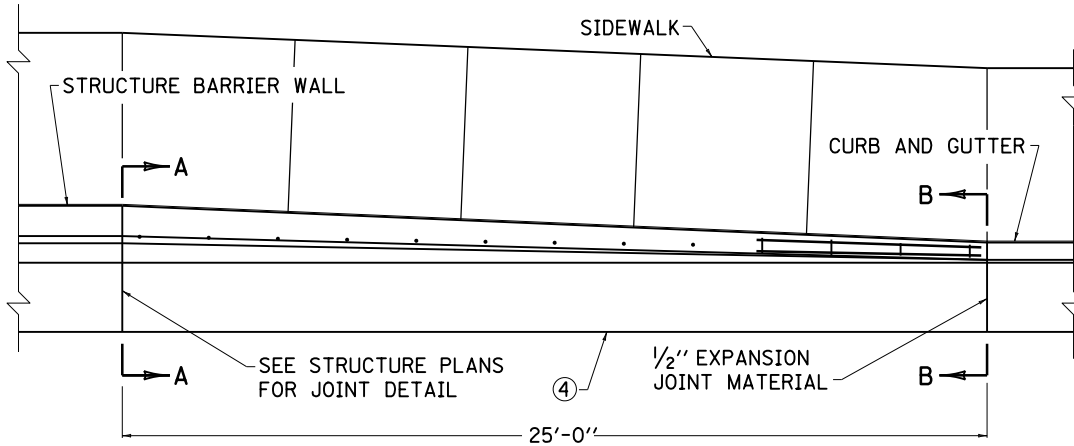 SIDEWALK
STRUCTURE BARRIER WALL
CURB AND GUTTER
A
B
SEE STRUCTURE PLANS
FOR JOINT DETAIL
A
4
1/2" EXPANSION
JOINT MATERIAL
B
25'-0"